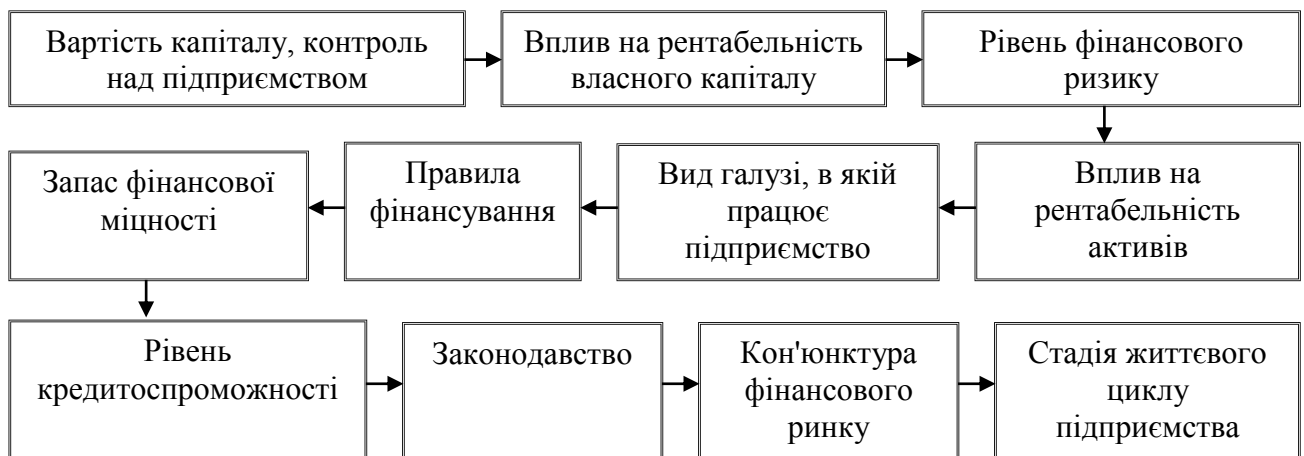 Вартість капіталу, контроль
над підприємством
Вплив на рентабельність
власного капіталу
Рівень фінансового
ризику
Запас фінансової
міцності
Правила
фінансування
Вид галузі, в якій
працює
підприємство
Вплив на
рентабельність
активів
Рівень
кредитоспроможності
Законодавство
Кон'юнктура
фінансового
ринку
Стадія життєвого
циклу
підприємства